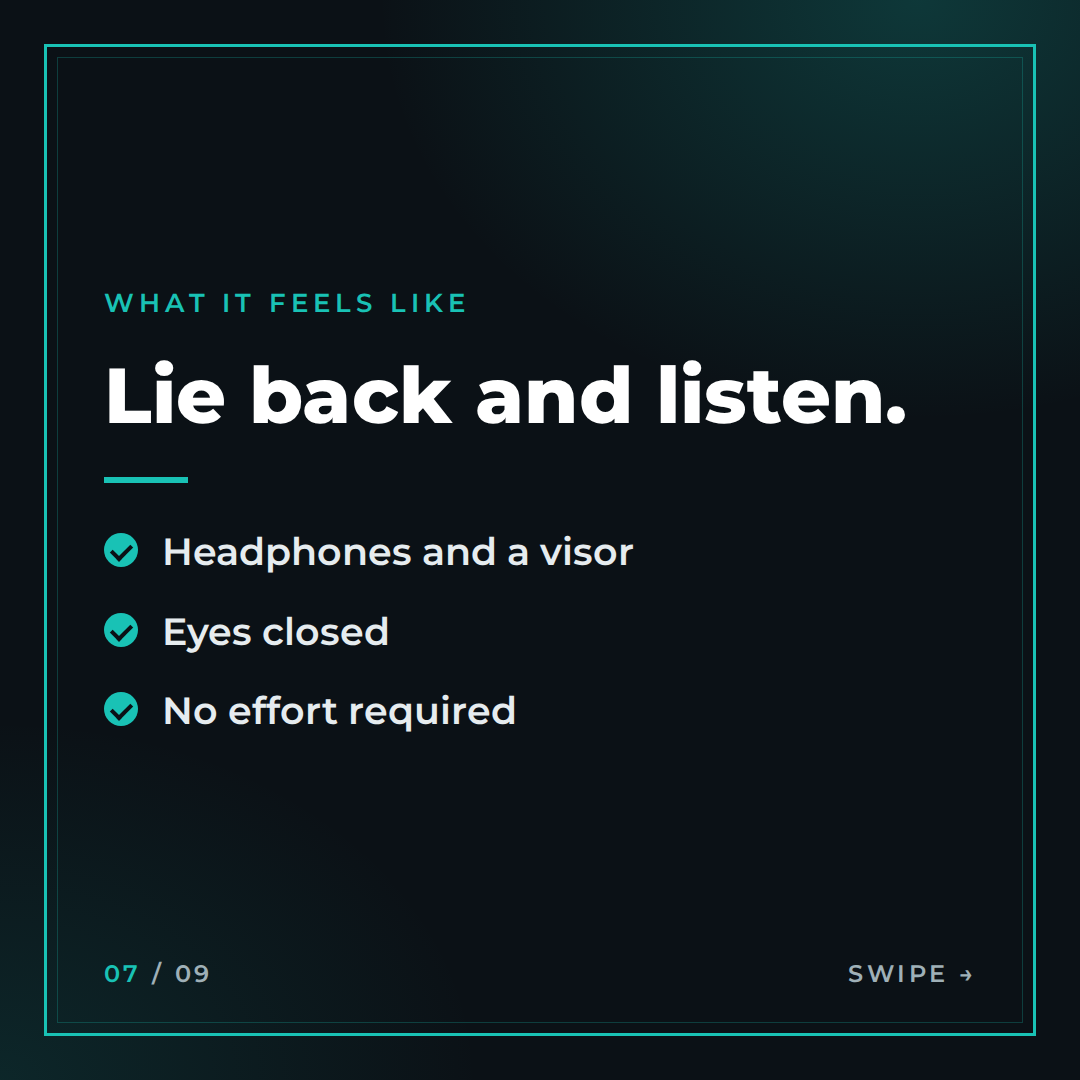 WHAT IT FEELS LIKE
Lie back and listen.
Headphones and a visor
Eyes closed
No effort required
07 / 09
SWIPE →